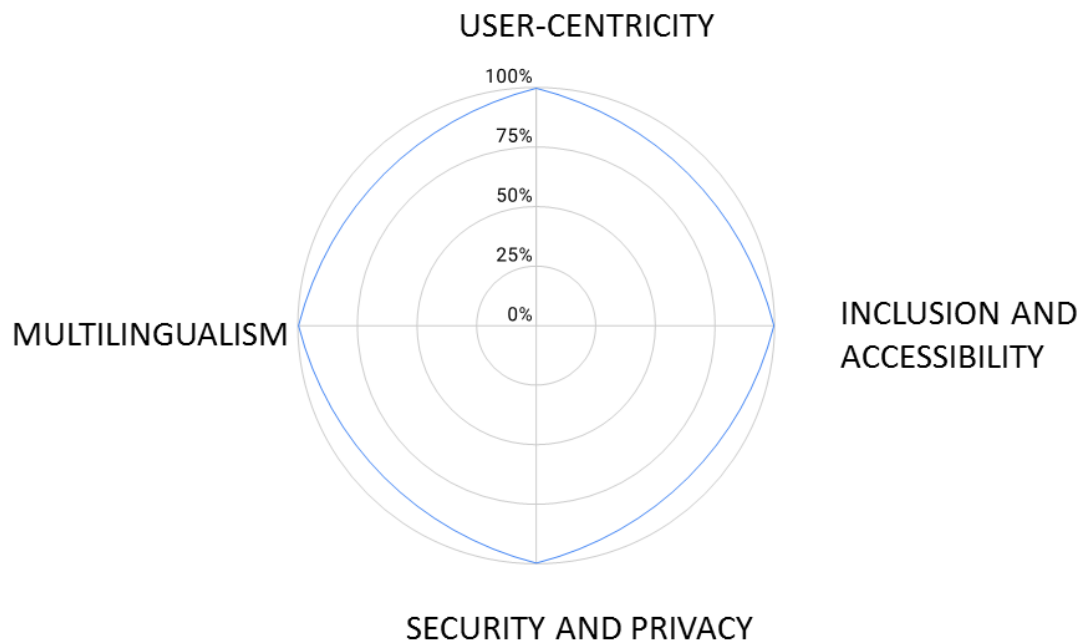 USER-CENTRICITY
100%
75%
50%
25%
0%
MULTILINGUALISM
INCLUSION AND
ACCESSIBILITY
SECURITY AND PRIVACY